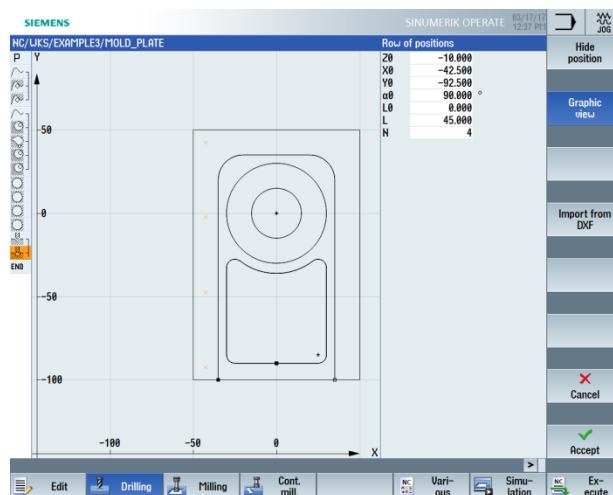 SIEMENS
SINUMERIK OPERATE
03/17/17
12:37 PM
JOG
NC/WKS/EXAMPLE3/MOLD_PLATE
Row of positions
Hide
position
P
Y
Z0 -10.000
X0 -42.500
Y0 -92.500
α0 90.000 °
L0 0.000
L 45.000
N 4
Graphic
view
50
0
-50
-100
Import from
DXF
END
-100 -50 0
X
Cancel
Accept
>
Edit
Drilling
Milling
Cont.
mill.
NC
Vari-
ous
Simu-
lation
NC
Ex-
ecute